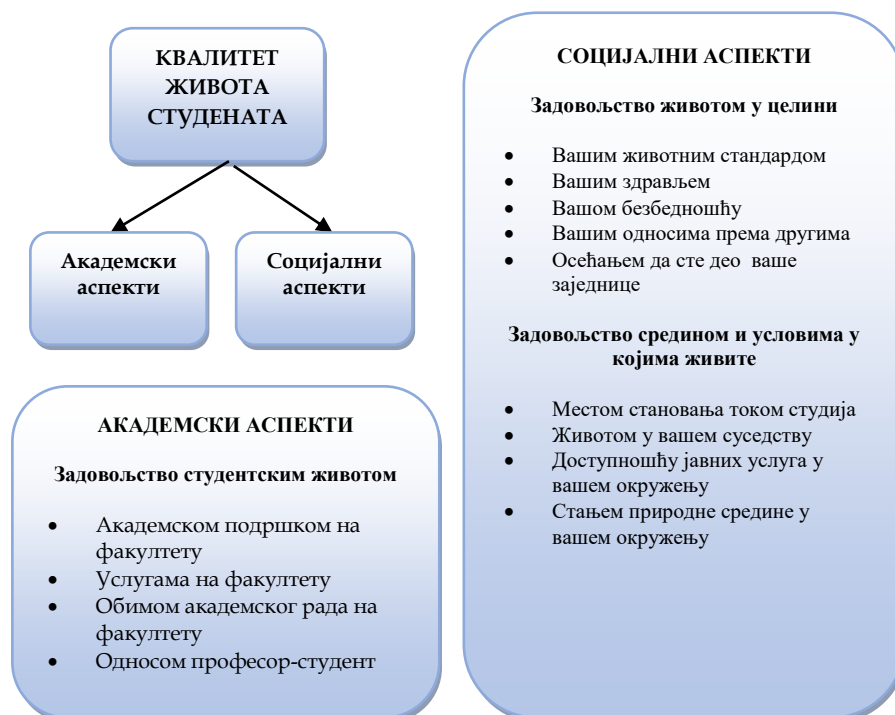 КВАЛИТЕТ
ЖИВОТА
СТУДЕНАТА
Академски
аспекти
Социјални
аспекти
АКАДЕМСКИ АСПЕКТИ
Задовољство студентским животом
• Академском подршком на
факултету
• Услугама на факултету
• Обимом академског рада на
факултету
• Односом професор-студент
СОЦИЈАЛНИ АСПЕКТИ
Задовољство животом у целини
• Вашим животним стандардом
• Вашим здрављем
• Вашом безбедношћу
• Вашим односима према другима
• Осећањем да сте део ваше
заједнице
Задовољство средином и условима у
којима живите
• Местом становања током студија
• Животом у вашем суседству
• Доступношћу јавних услуга у
вашем окружењу
• Стањем природне средине у
вашем окружењу